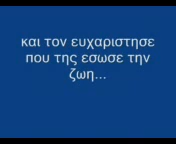 και τον ευχαριστησε
που της εσωσε την
ζωη...